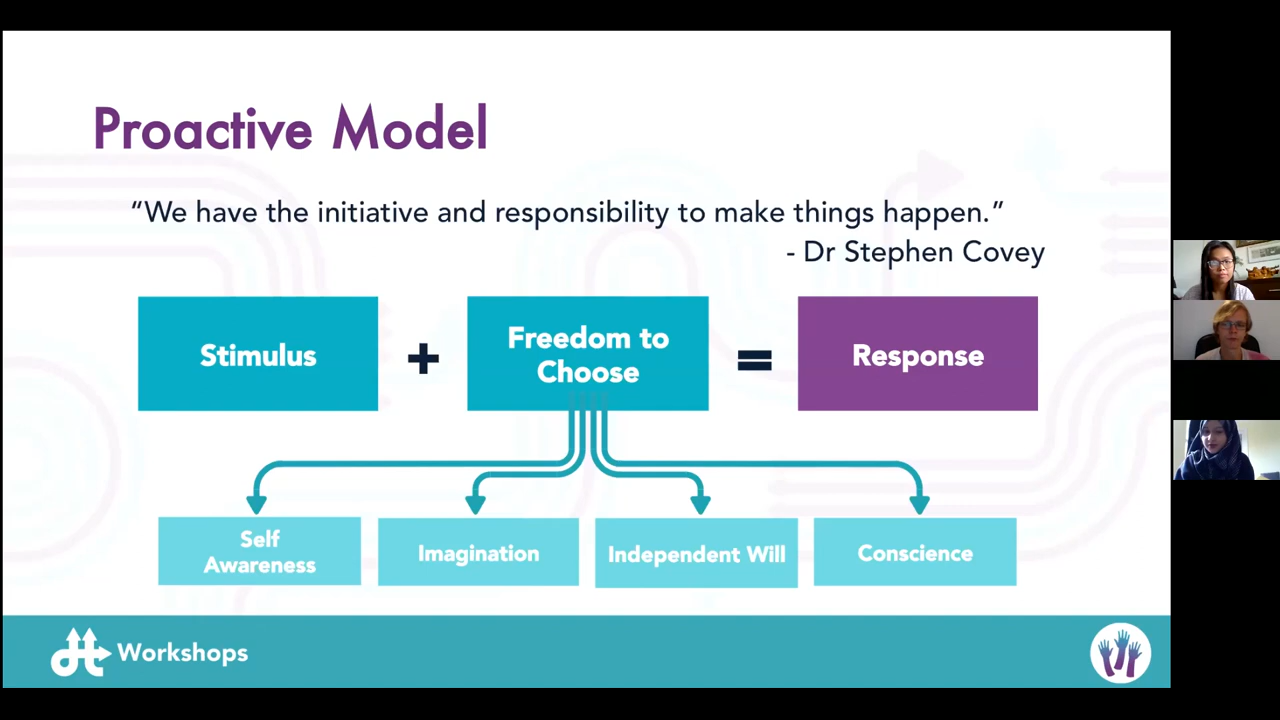 Proactive Model
“We have the initiative and responsibility to make things happen.”
- Dr Stephen Covey
Stimulus
+
Freedom to
Choose
=
Response
Self
Awareness
Imagination
Independent Will
Conscience
Workshops